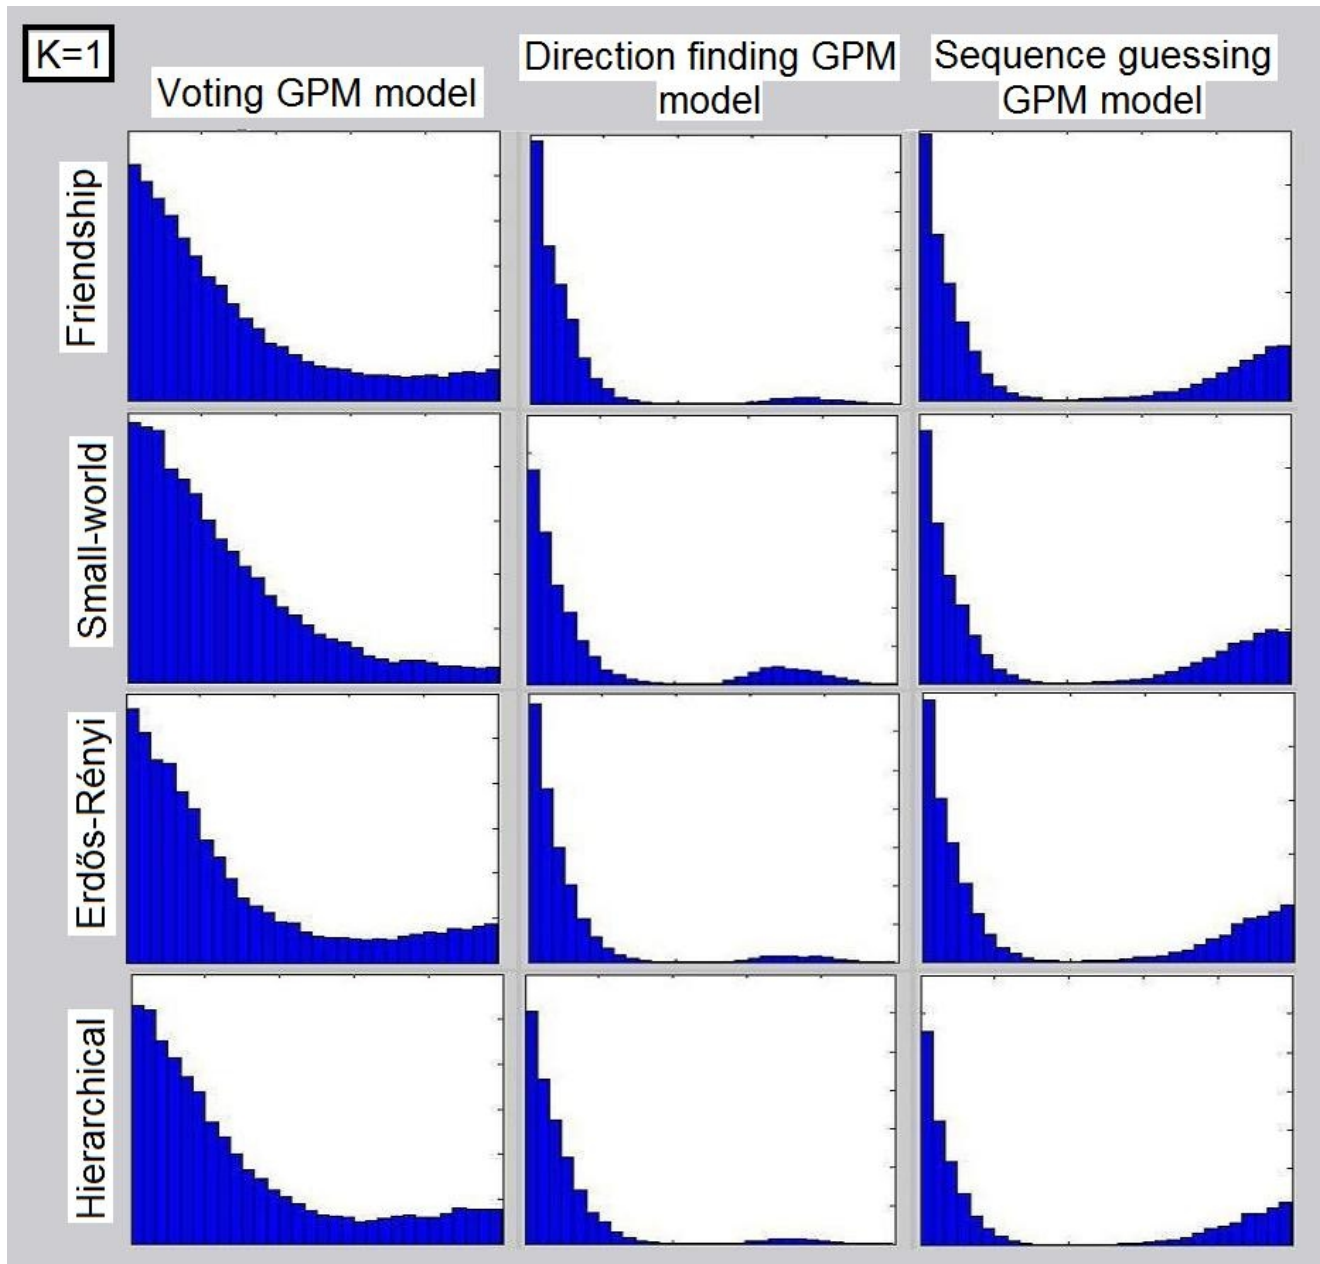 K=1
Voting GPM model
Direction finding GPM
model
Sequence guessing
GPM model
Friendship
Small-world
Erdős-Rényi
Hierarchical